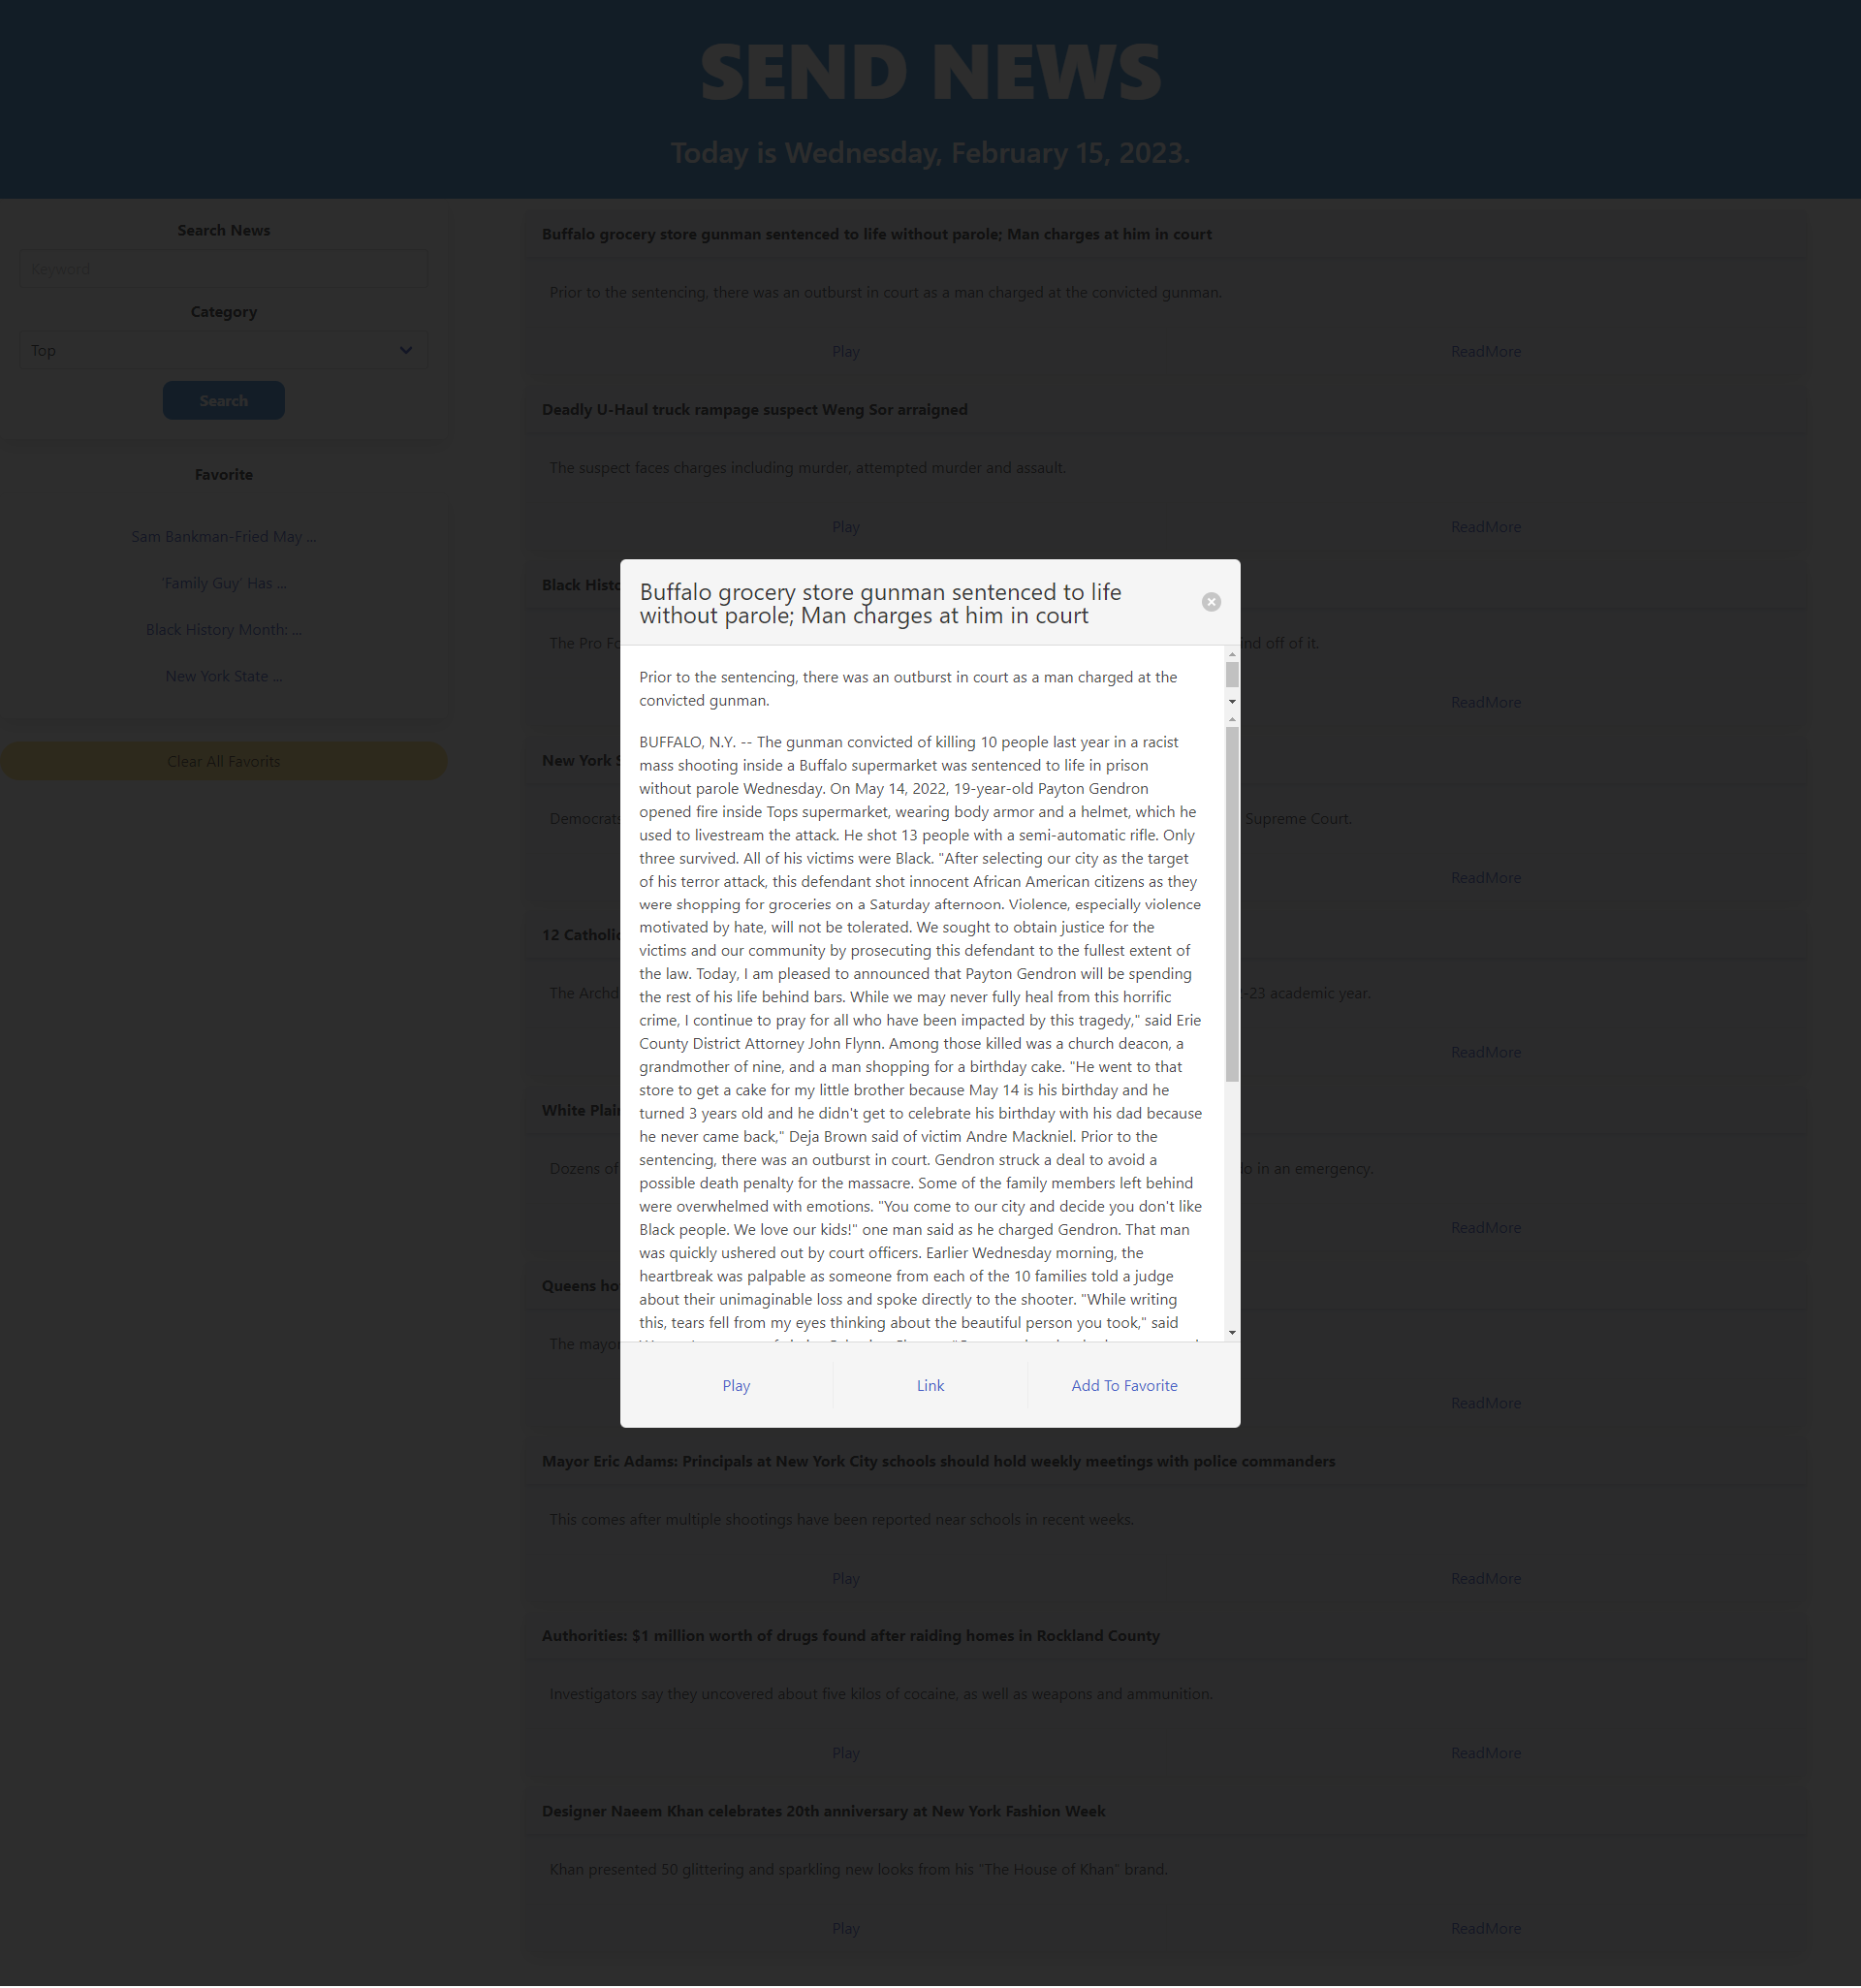 SEND NEWS
Today is Wednesday, February 15, 2023.
Search News
Keyword
Category
Top
Search
Favorite
Sam Bankman-Fried May ...
'Family Guy' Has ...
Black History Month: ...
New York State ...
Clear All Favorits
Buffalo grocery store gunman sentenced to life without parole; Man charges at him in court
Prior to the sentencing, there was an outburst in court as a man charged at the convicted gunman.
Play
ReadMore
Deadly U-Haul truck rampage suspect Weng Sor arraigned
The suspect faces charges including murder, attempted murder and assault.
Play
ReadMore
Black Histo
The Pro Fo
nd off of it.
ReadMore
New York S
Democrats
Supreme Court.
ReadMore
12 Catholic
The Archd
-23 academic year.
ReadMore
White Plain
Dozens of
do in an emergency.
ReadMore
Queens ho
The mayor
ReadMore
Buffalo grocery store gunman sentenced to life
without parole; Man charges at him in court
Prior to the sentencing, there was an outburst in court as a man charged at the
convicted gunman.
BUFFALO, N.Y. -- The gunman convicted of killing 10 people last year in a racist
mass shooting inside a Buffalo supermarket was sentenced to life in prison
without parole Wednesday. On May 14, 2022, 19-year-old Payton Gendron
opened fire inside Tops supermarket, wearing body armor and a helmet, which he
used to livestream the attack. He shot 13 people with a semi-automatic rifle. Only
three survived. All of his victims were Black. "After selecting our city as the target
of his terror attack, this defendant shot innocent African American citizens as they
were shopping for groceries on a Saturday afternoon. Violence, especially violence
motivated by hate, will not be tolerated. We sought to obtain justice for the
victims and our community by prosecuting this defendant to the fullest extent of
the law. Today, I am pleased to announced that Payton Gendron will be spending
the rest of his life behind bars. While we may never fully heal from this horrific
crime, I continue to pray for all who have been impacted by this tragedy," said Erie
County District Attorney John Flynn. Among those killed was a church deacon, a
grandmother of nine, and a man shopping for a birthday cake. "He went to that
store to get a cake for my little brother because May 14 is his birthday and he
turned 3 years old and he didn't get to celebrate his birthday with his dad because
he never came back," Deja Brown said of victim Andre Mackniel. Prior to the
sentencing, there was an outburst in court. Gendron struck a deal to avoid a
possible death penalty for the massacre. Some of the family members left behind
were overwhelmed with emotions. "You come to our city and decide you don't like
Black people. We love our kids!" one man said as he charged Gendron. That man
was quickly ushered out by court officers. Earlier Wednesday morning, the
heartbreak was palpable as someone from each of the 10 families told a judge
about their unimaginable loss and spoke directly to the shooter. "While writing
this, tears fell from my eyes thinking about the beautiful person you took," said
Play
Link
Add To Favorite
Mayor Eric Adams: Principals at New York City schools should hold weekly meetings with police commanders
This comes after multiple shootings have been reported near schools in recent weeks.
Play
ReadMore
Authorities: $1 million worth of drugs found after raiding homes in Rockland County
Investigators say they uncovered about five kilos of cocaine, as well as weapons and ammunition.
Play
ReadMore
Designer Naeem Khan celebrates 20th anniversary at New York Fashion Week
Khan presented 50 glittering and sparkling new looks from his "The House of Khan" brand.
Play
ReadMore